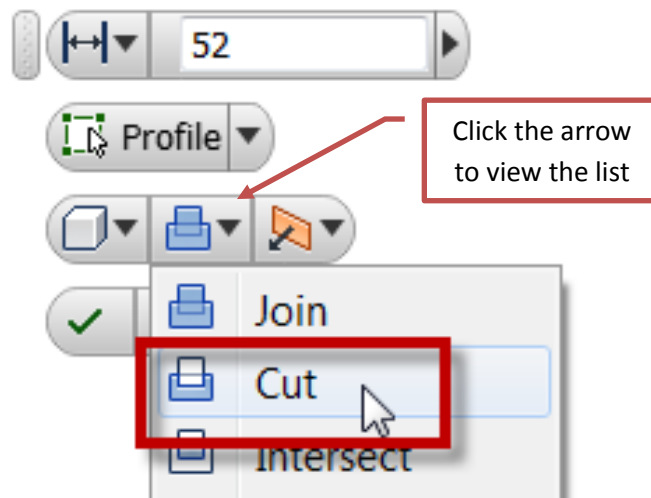 52
Profile
Click the arrow
to view the list
Join
Cut
Intersect